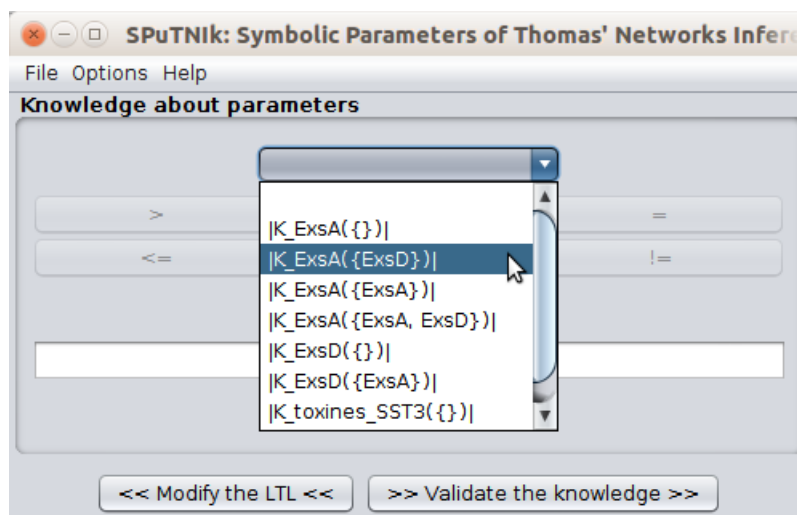 SPuTNIk: Symbolic Parameters of Thomas' Networks
File Options Help
Knowledge about parameters
> =
<= !=
|K_ExsA({})|
|K_ExsA({ExsD})|
|K_ExsA({ExsA})|
|K_ExsA({ExsA, ExsD})|
|K_ExsD({})|
|K_ExsD({ExsA})|
|K_toxines_SST3({})|
<< Modify the LTL << >> Validate the knowledge >>